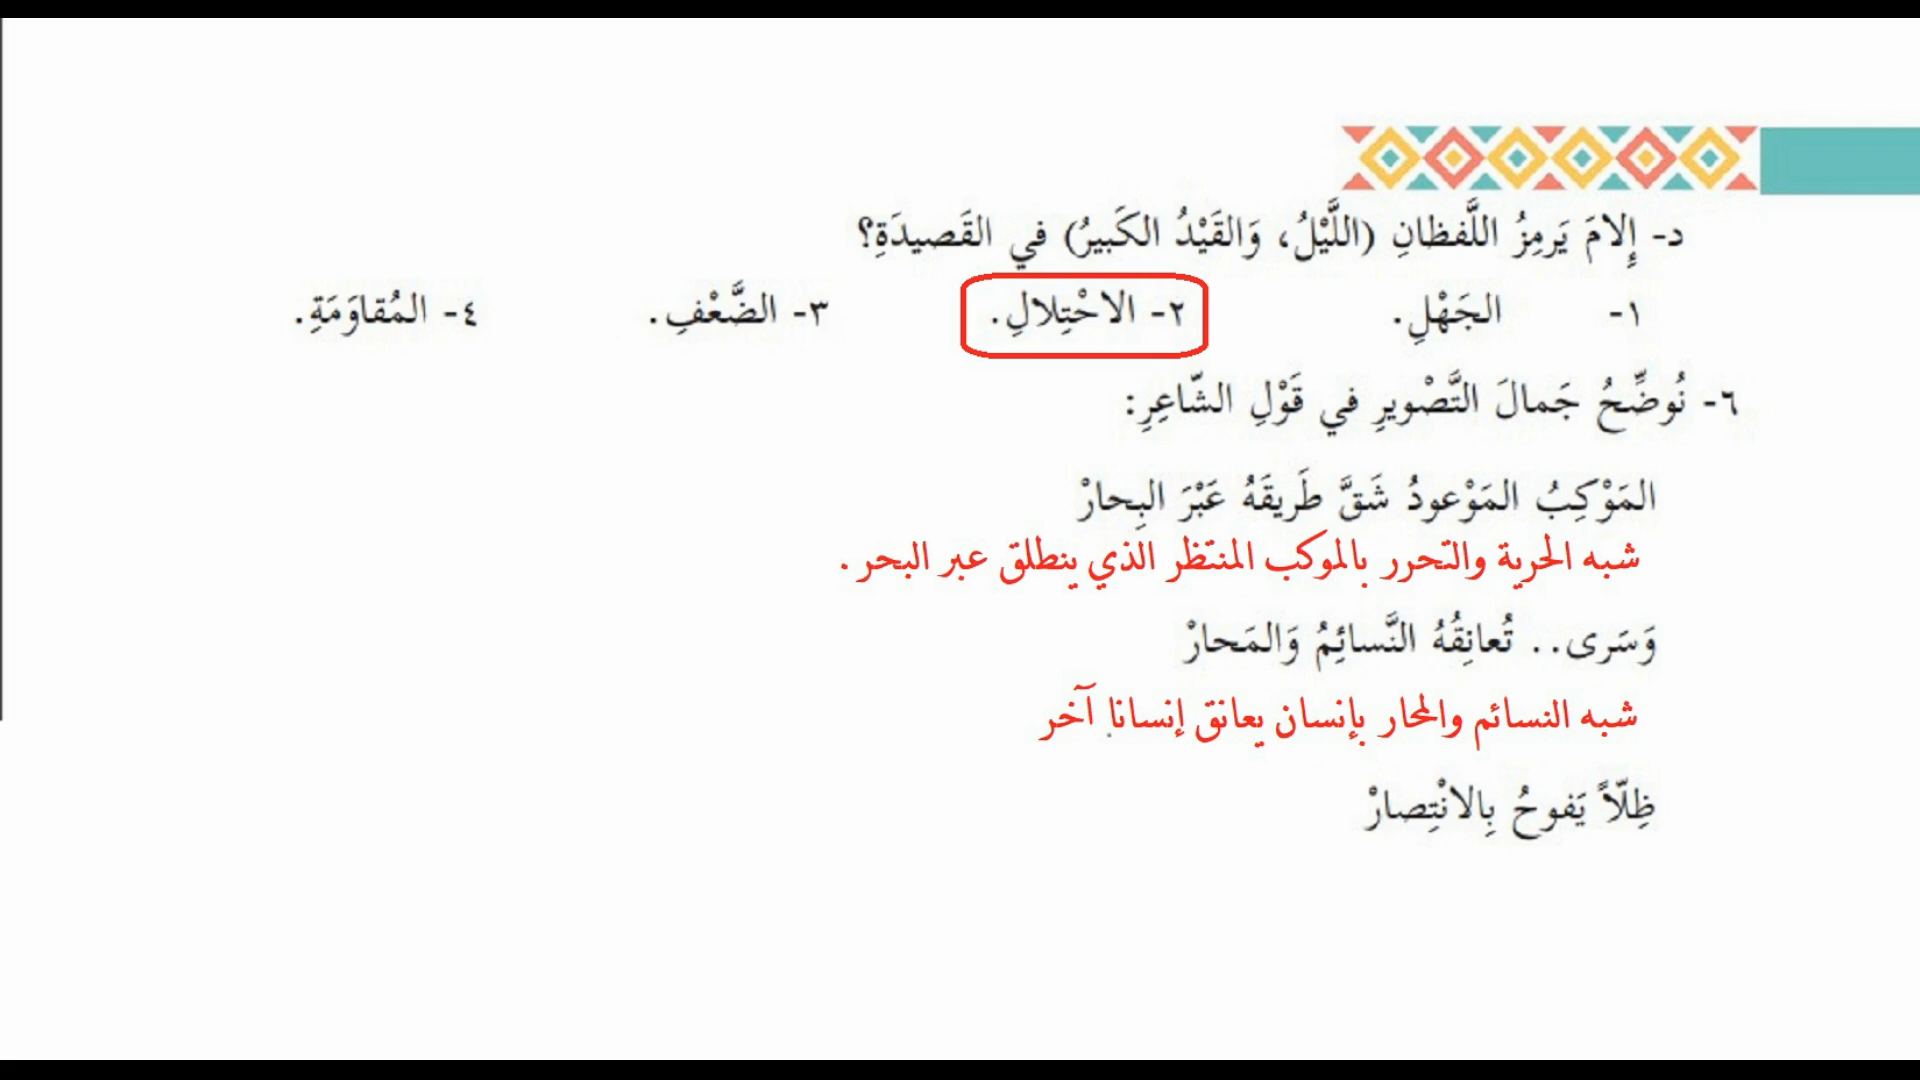 د- إِلامَ يَرمِزُ اللَّفظانِ (اللَّيْلُ، وَالقَيْدُ الكَبيرُ) في القَصيدَةِ؟
١- الجَهْلِ. ٢- الاحْتِلالِ. ٣- الضَّعْفِ. ٤- المُقاوَمَةِ.
٦- نُوضِّحُ جَمالَ التَّصْويرِ في قَوْلِ الشّاعِرِ:
المَوْكِبُ المَوْعودُ شَقَّ طَريقَهُ عَبْرَ البِحارْ
شبه الحرية والتحرر بالموكب المنتظر الذي ينطلق عبر البحر .
وَسَرى.. تُعانِقُهُ النَّسائِمُ وَالمَحارْ
شبه النسائم والمحار بإنسان يعانق إنسانا آخر
ظِلّاً يَفوحُ بِالانْتِصارْ